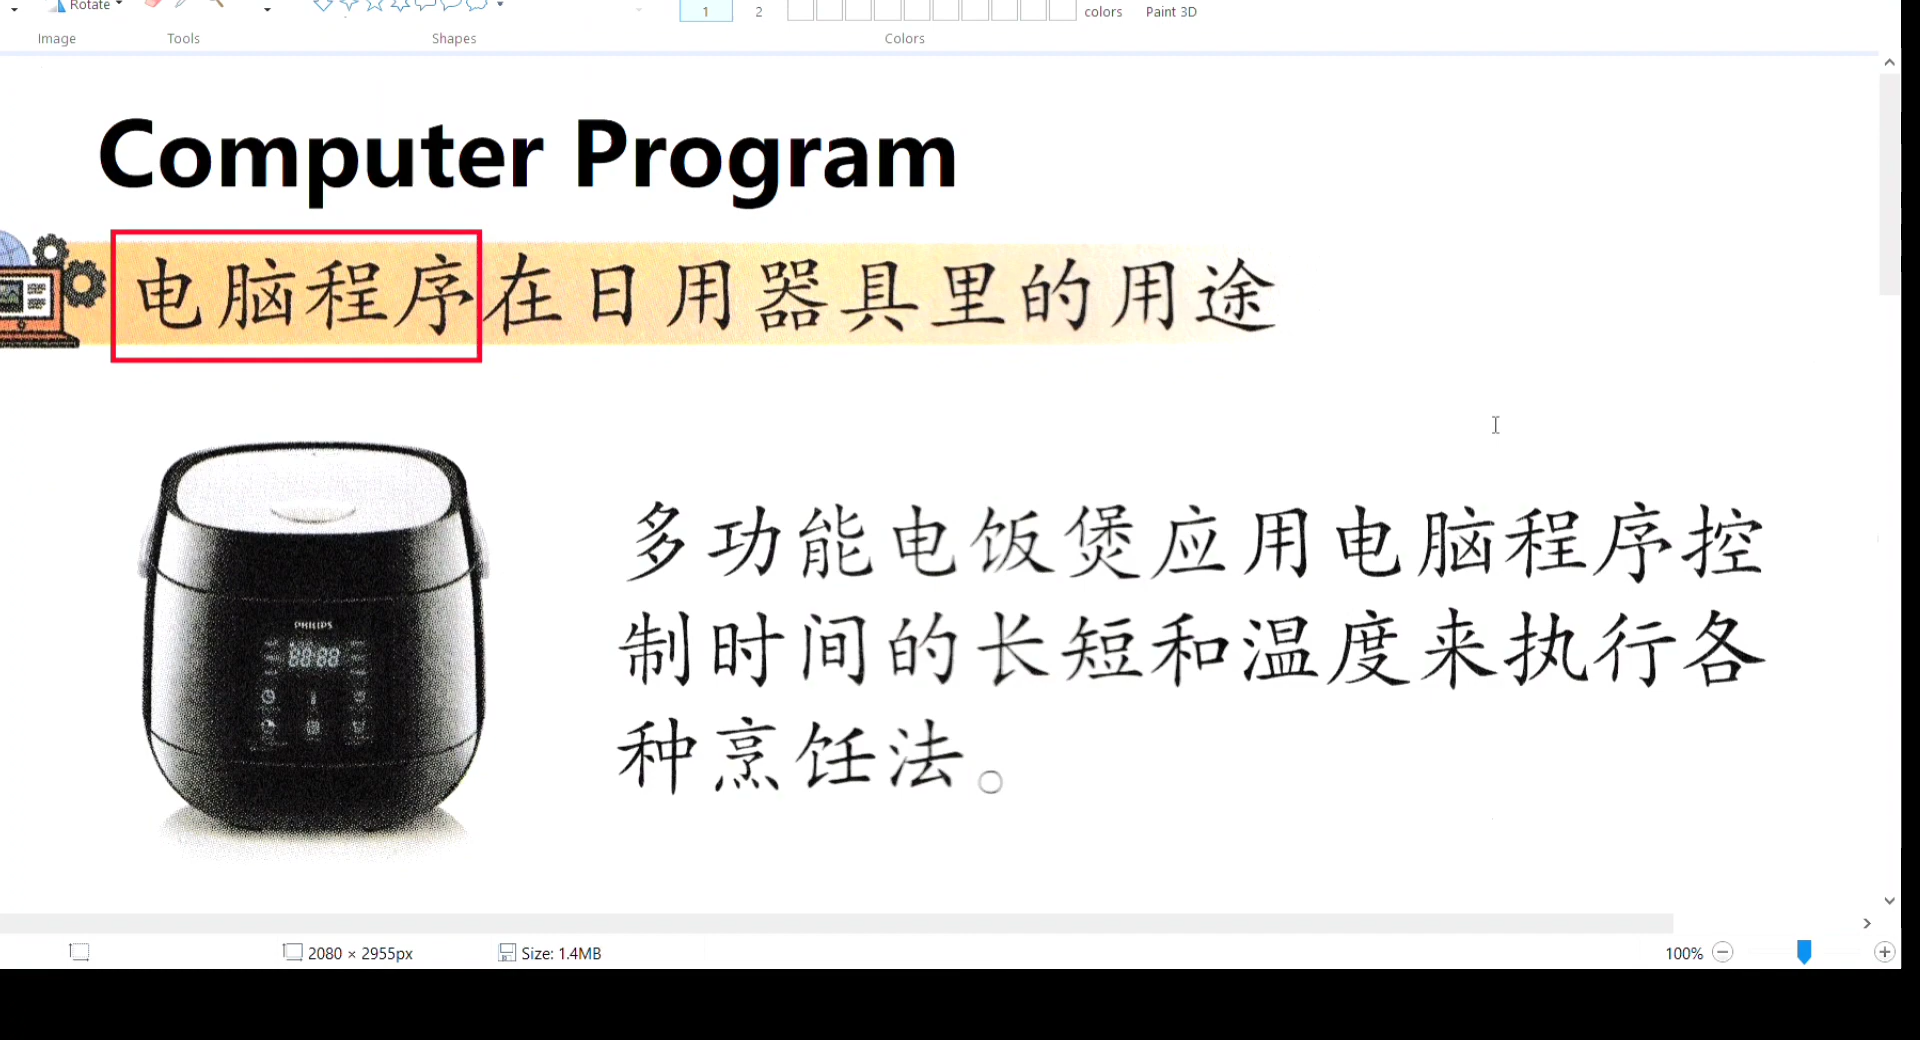 Rotate
1
2
colors
Paint 3D
Image
Tools
Shapes
Colors
Computer Program
电脑程序在日用器具里的用途
PHILIPS
88:88
多功能电饭煲应用电脑程序控
制时间的长短和温度来执行各
种烹饪法。
2080 × 2955px
Size: 1.4MB
100%